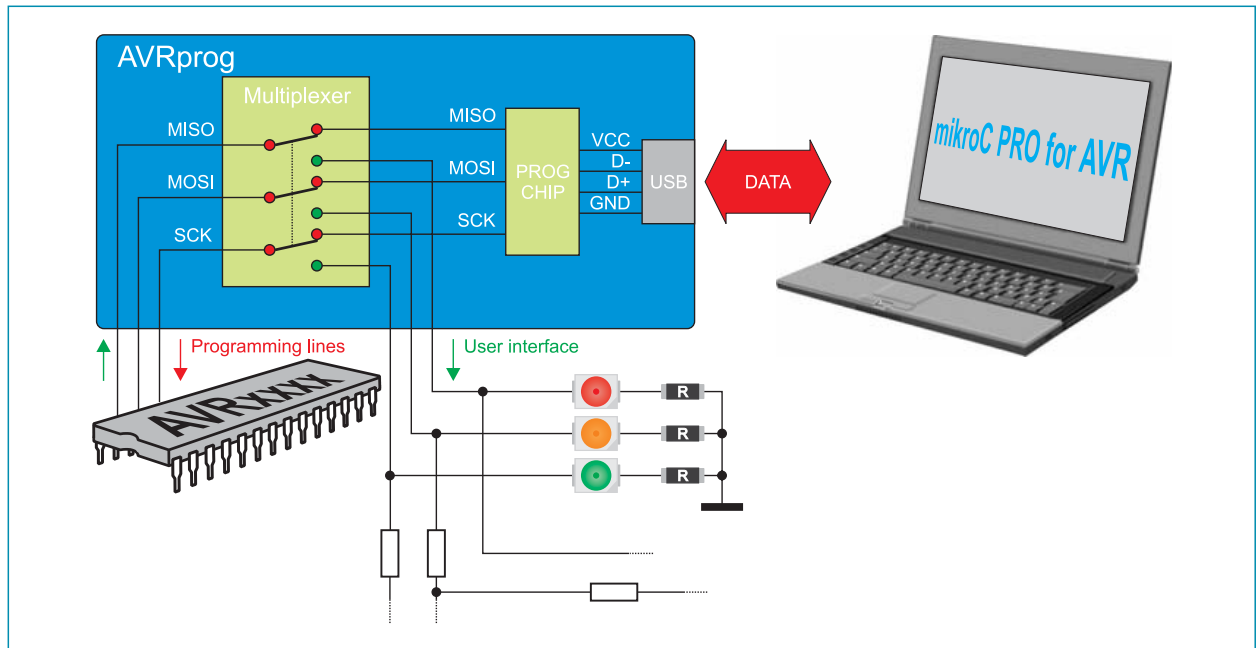 AVRprog
Multiplexer
MISO
MISO
MOSI
MOSI
SCK
SCK
PROG
CHIP
VCC
D-
D+
GND
USB
DATA
mikroC PRO for AVR
Programming lines
User interface
AVRxxxx
R
R
R